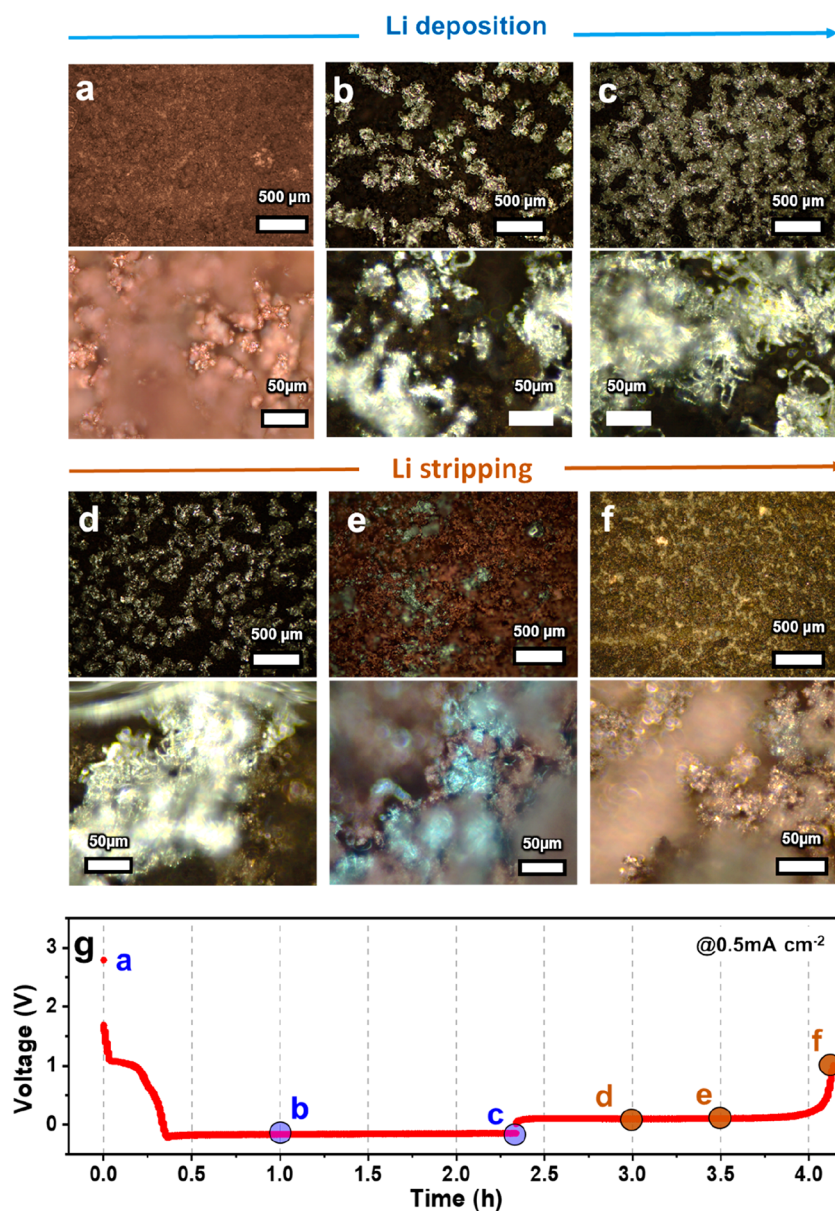 Li deposition
a
b
c
500 µm
500 µm
500 µm
50µm
50µm
50µm
Li stripping
d
e
f
500 µm
500 µm
500 µm
50µm
50µm
50µm
g
@0.5mA cm-2
a
b
c
d
e
f
3
2
1
0
Voltage (V)
0.0 0.5 1.0 1.5 2.0 2.5 3.0 3.5 4.0
Time (h)